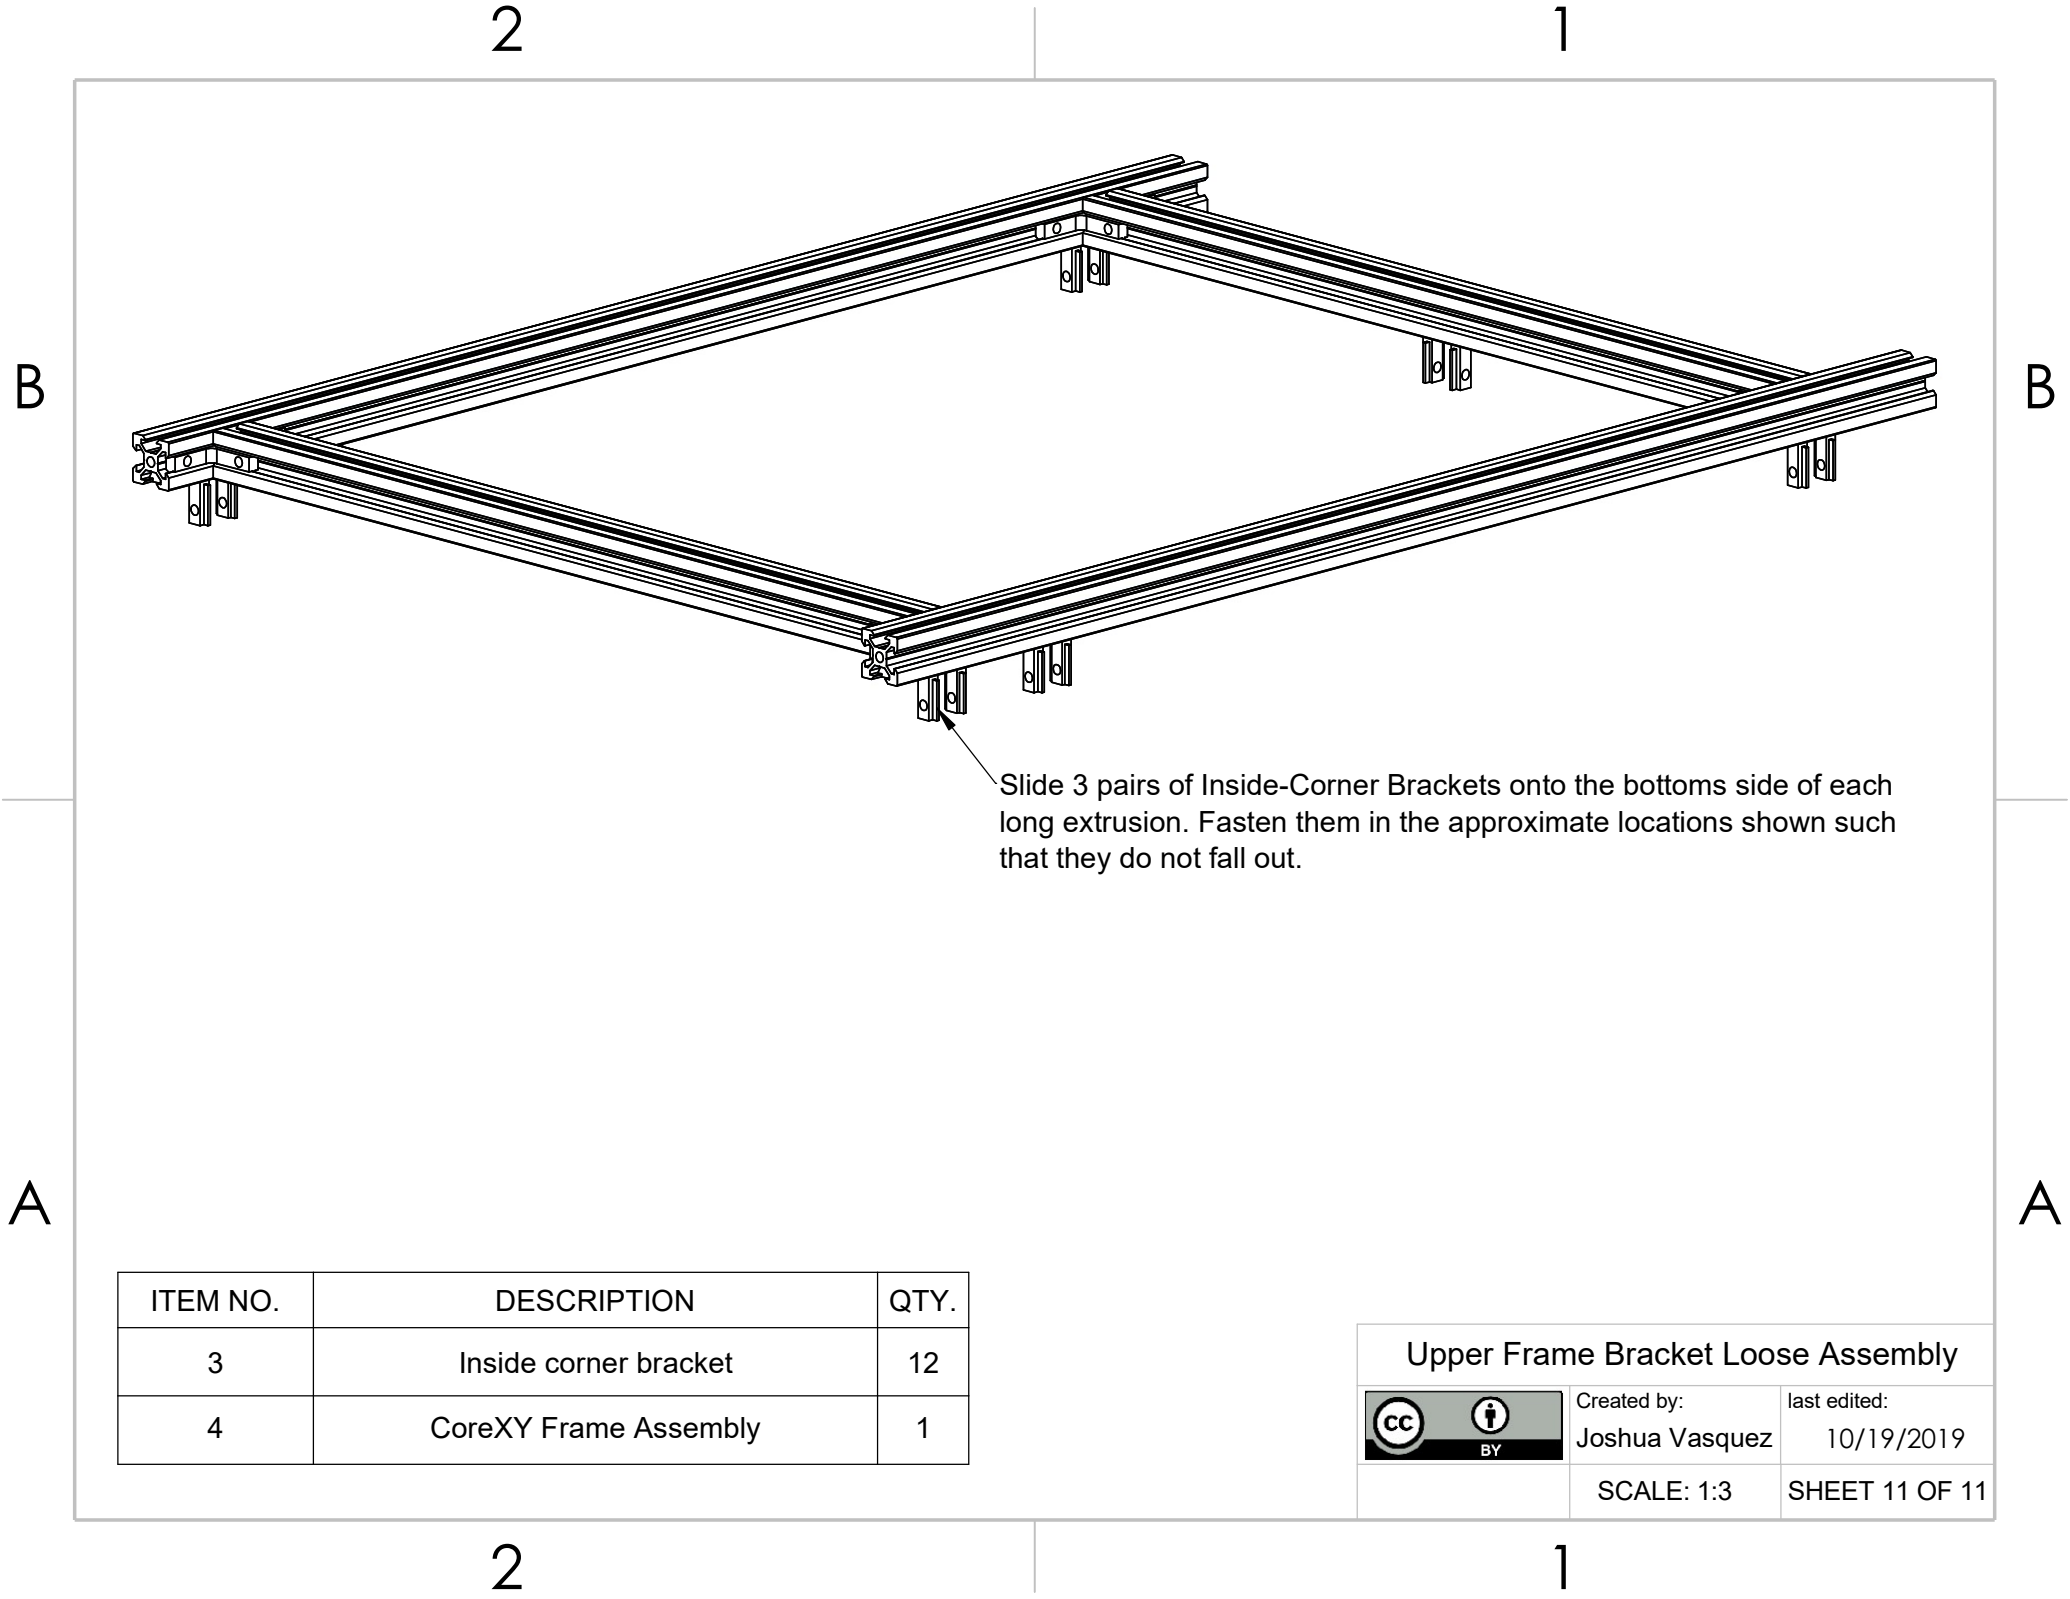 2 1
B B
Slide 3 pairs of Inside-Corner Brackets onto the bottoms side of each
long extrusion. Fasten them in the approximate locations shown such
that they do not fall out.
A A
ITEM NO. DESCRIPTION QTY.
3 Inside corner bracket 12
4 CoreXY Frame Assembly 1
Upper Frame Bracket Loose Assembly
cc BY
Created by:
Joshua Vasquez
last edited:
10/19/2019
SCALE: 1:3
SHEET 11 OF 11
2 1